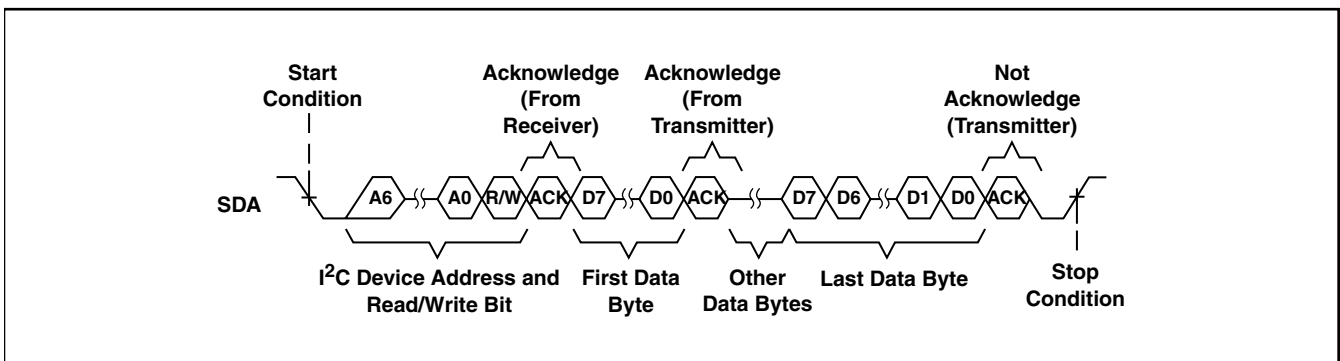 Start
Condition
Acknowledge
(From
Receiver)
Acknowledge
(From
Transmitter)
Not
Acknowledge
(Transmitter)
SDA
A6
A0
R/W
ACK
D7
D0
ACK
D7
D6
D1
D0
ACK
I²C Device Address and
Read/Write Bit
First Data
Byte
Other
Data Bytes
Last Data Byte
Stop
Condition